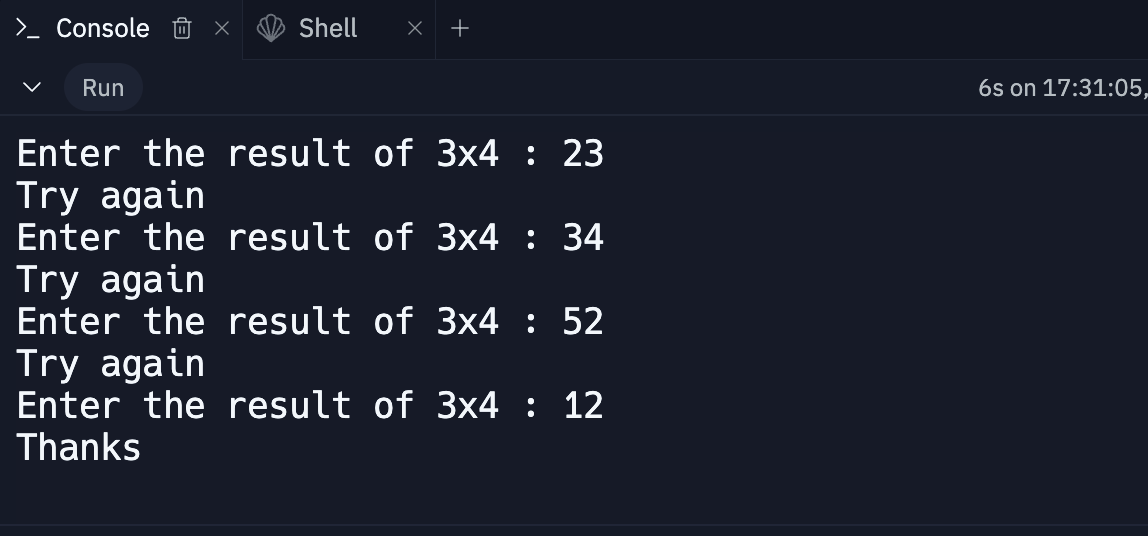 Console
Shell
Run
6s on 17:31:05,
Enter the result of 3x4 : 23
Try again
Enter the result of 3x4 : 34
Try again
Enter the result of 3x4 : 52
Try again
Enter the result of 3x4 : 12
Thanks